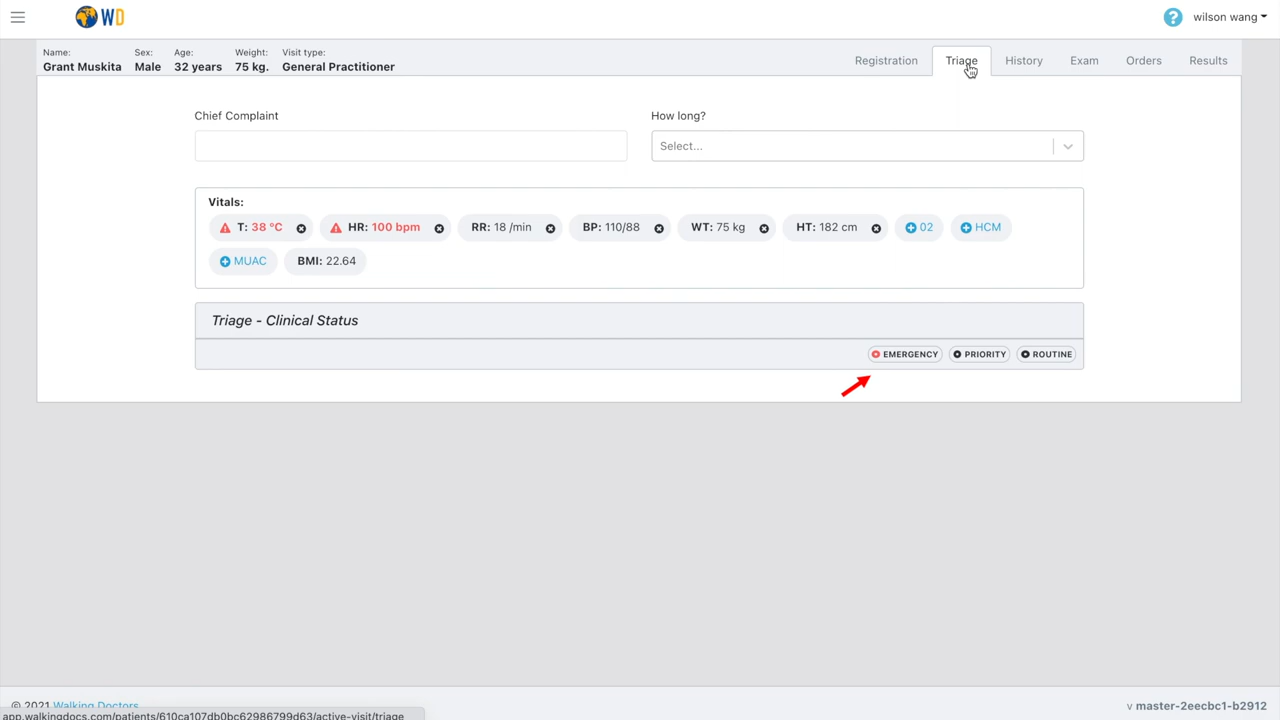 WD
? wilson wang
Name: Sex: Age: Weight: Visit type:
Grant Muskita Male 32 years 75 kg. General Practitioner
Registration Triage History Exam Orders Results
Chief Complaint How long?
Select...
Vitals:
T: 38 °C HR: 100 bpm RR: 18 /min BP: 110/88 WT: 75 kg HT: 182 cm 02 HCM
MUAC BMI: 22.64
Triage - Clinical Status
EMERGENCY PRIORITY ROUTINE
© 2021 Walking Doctors v master-2eecbc1-b2912
app.walkingdocs.com/patients/610ca107db0bc62986799d63/active-visit/triage